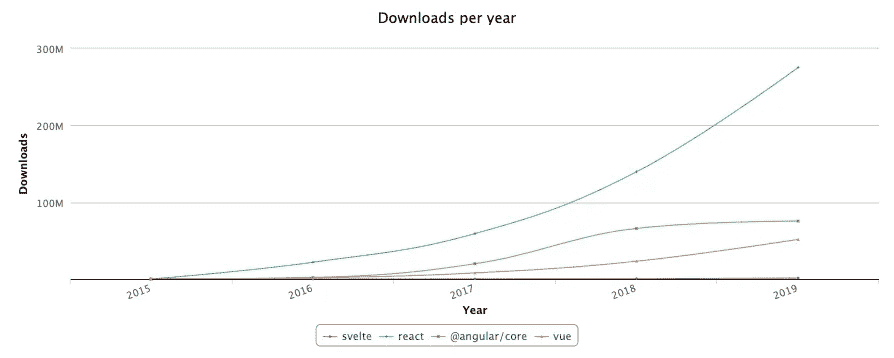 Downloads per year
300M
200M
100M
Downloads
2015 2016 2017 2018 2019
Year
svelte react @angular/core vue